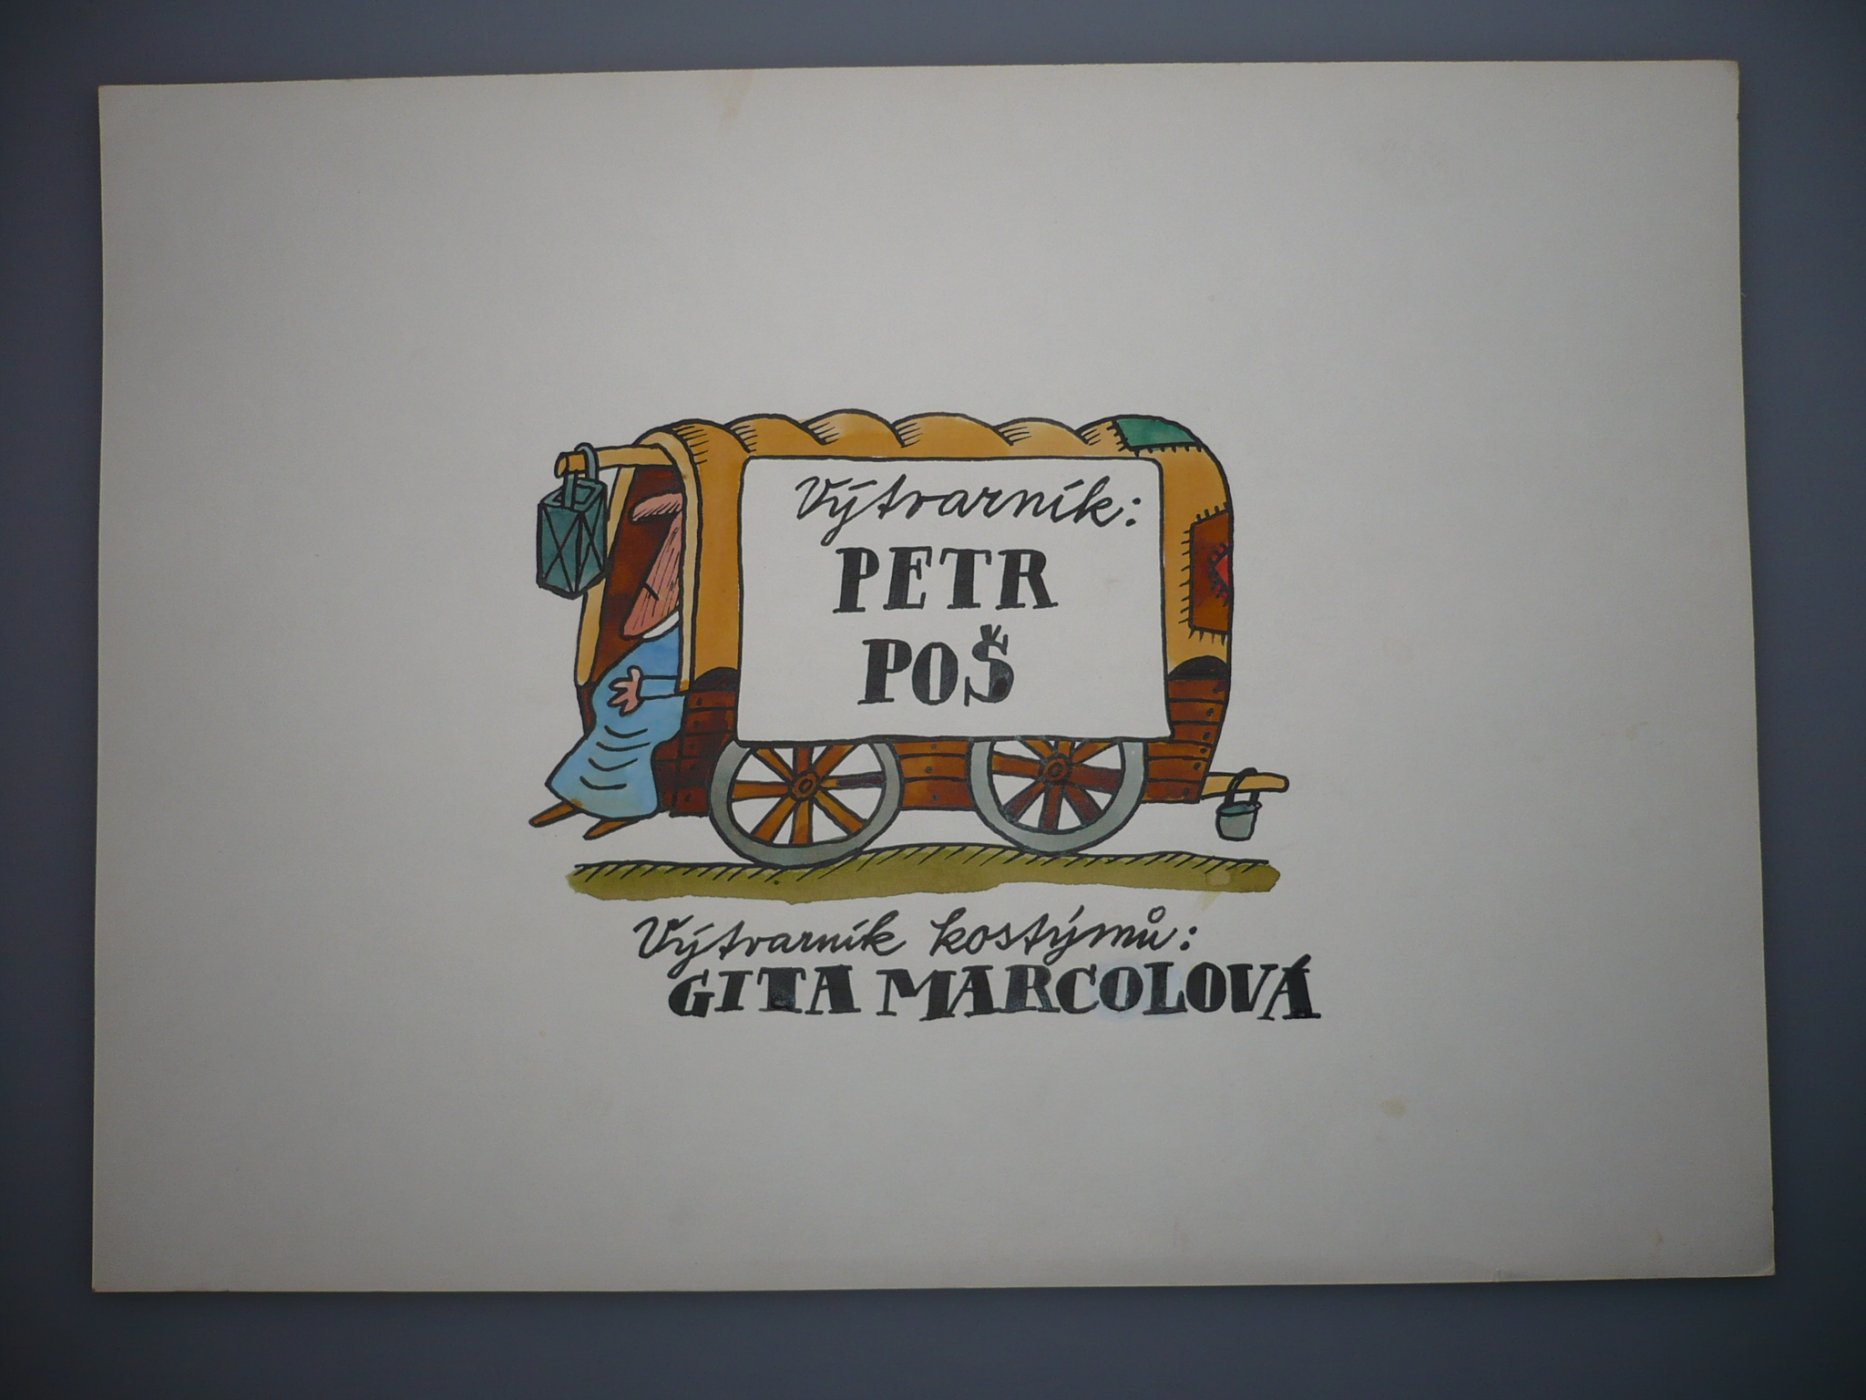 Výtvarník:
PETR
POŠ
Výtvarník kostýmů:
GITA MARCOLOVÁ